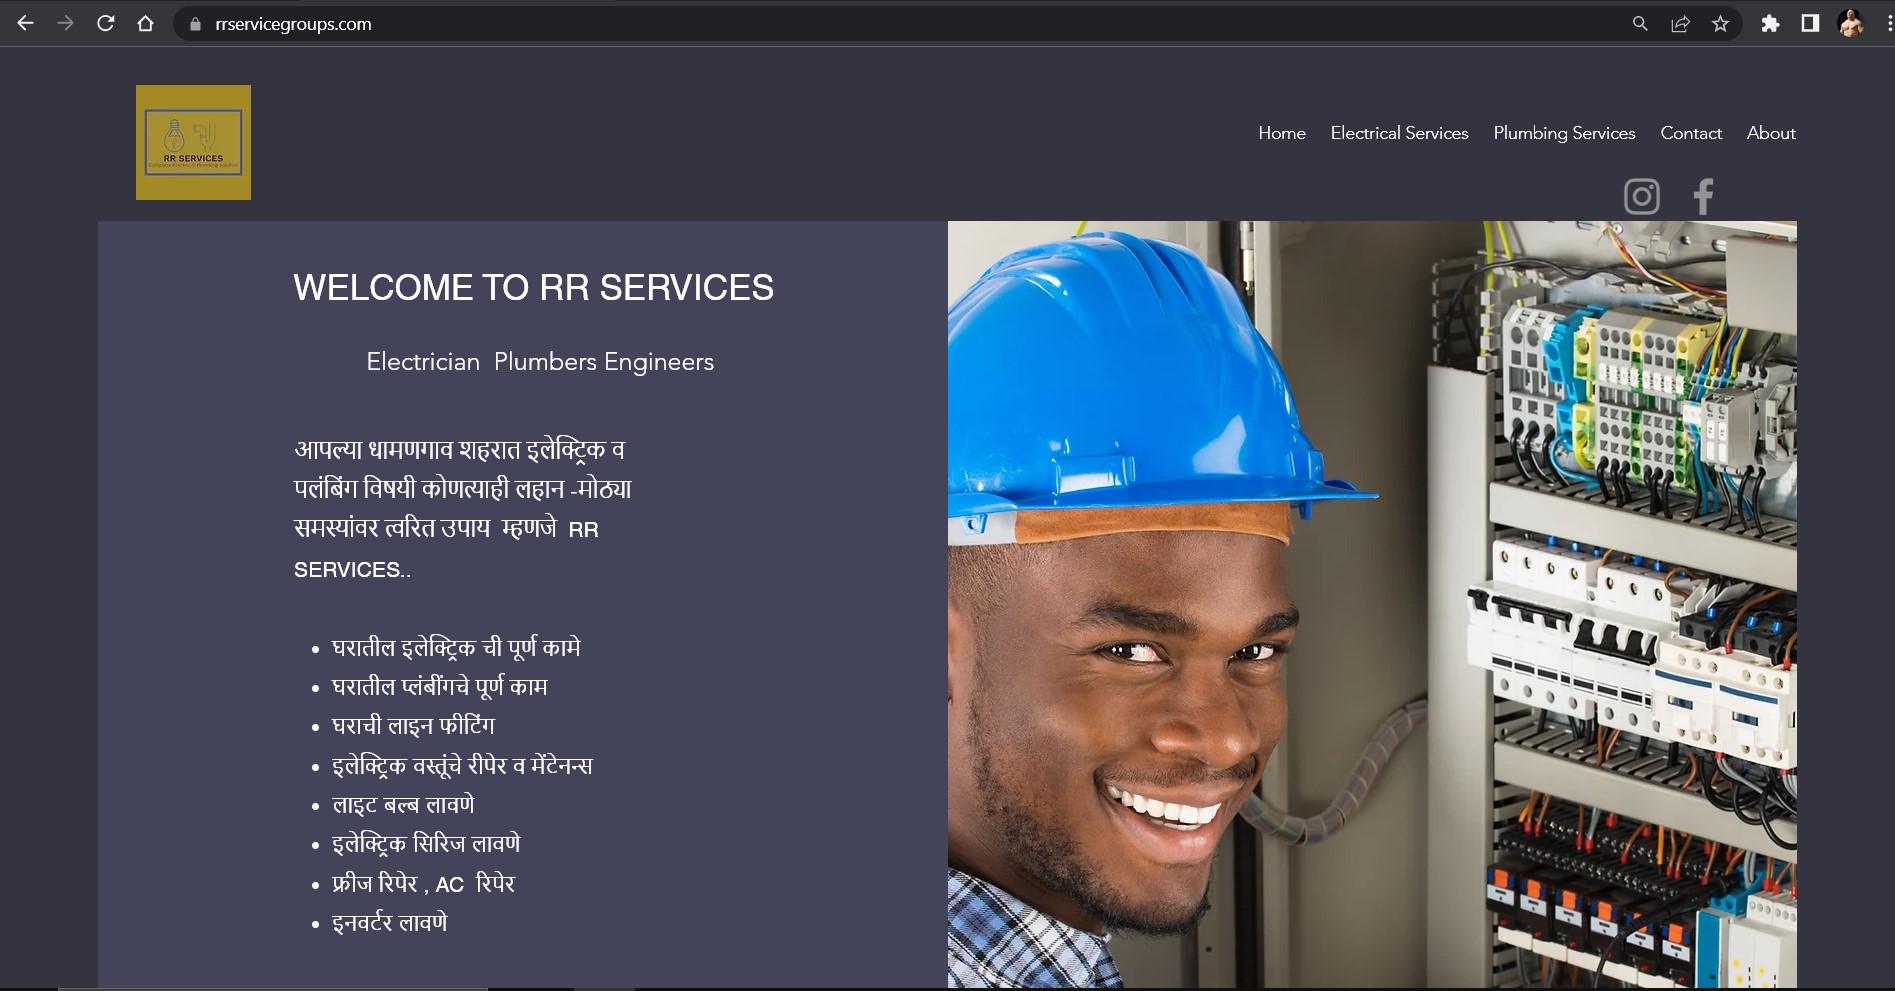 rrservicegroups.com
RR SERVICES
Home Electrical Services Plumbing Services Contact About
WELCOME TO RR SERVICES
Electrician Plumbers Engineers
आपल्या धामणगाव शहरात इलेक्ट्रिक व
पलंबिंग विषयी कोणत्याही लहान -मोठ्या
समस्यांवर त्वरित उपाय म्हणजे RR
SERVICES..
• घरातील इलेक्ट्रिक ची पूर्ण कामे
• घरातील प्लंबींगचे पूर्ण काम
• घराची लाइन फीटिंग
• इलेक्ट्रिक वस्तूंचे रीपेर व मेंटेनन्स
• लाइट बल्ब लावणे
• इलेक्ट्रिक सिरिज लावणे
• फ्रीज रिपेर , AC रिपेर
• इनवर्टर लावणे